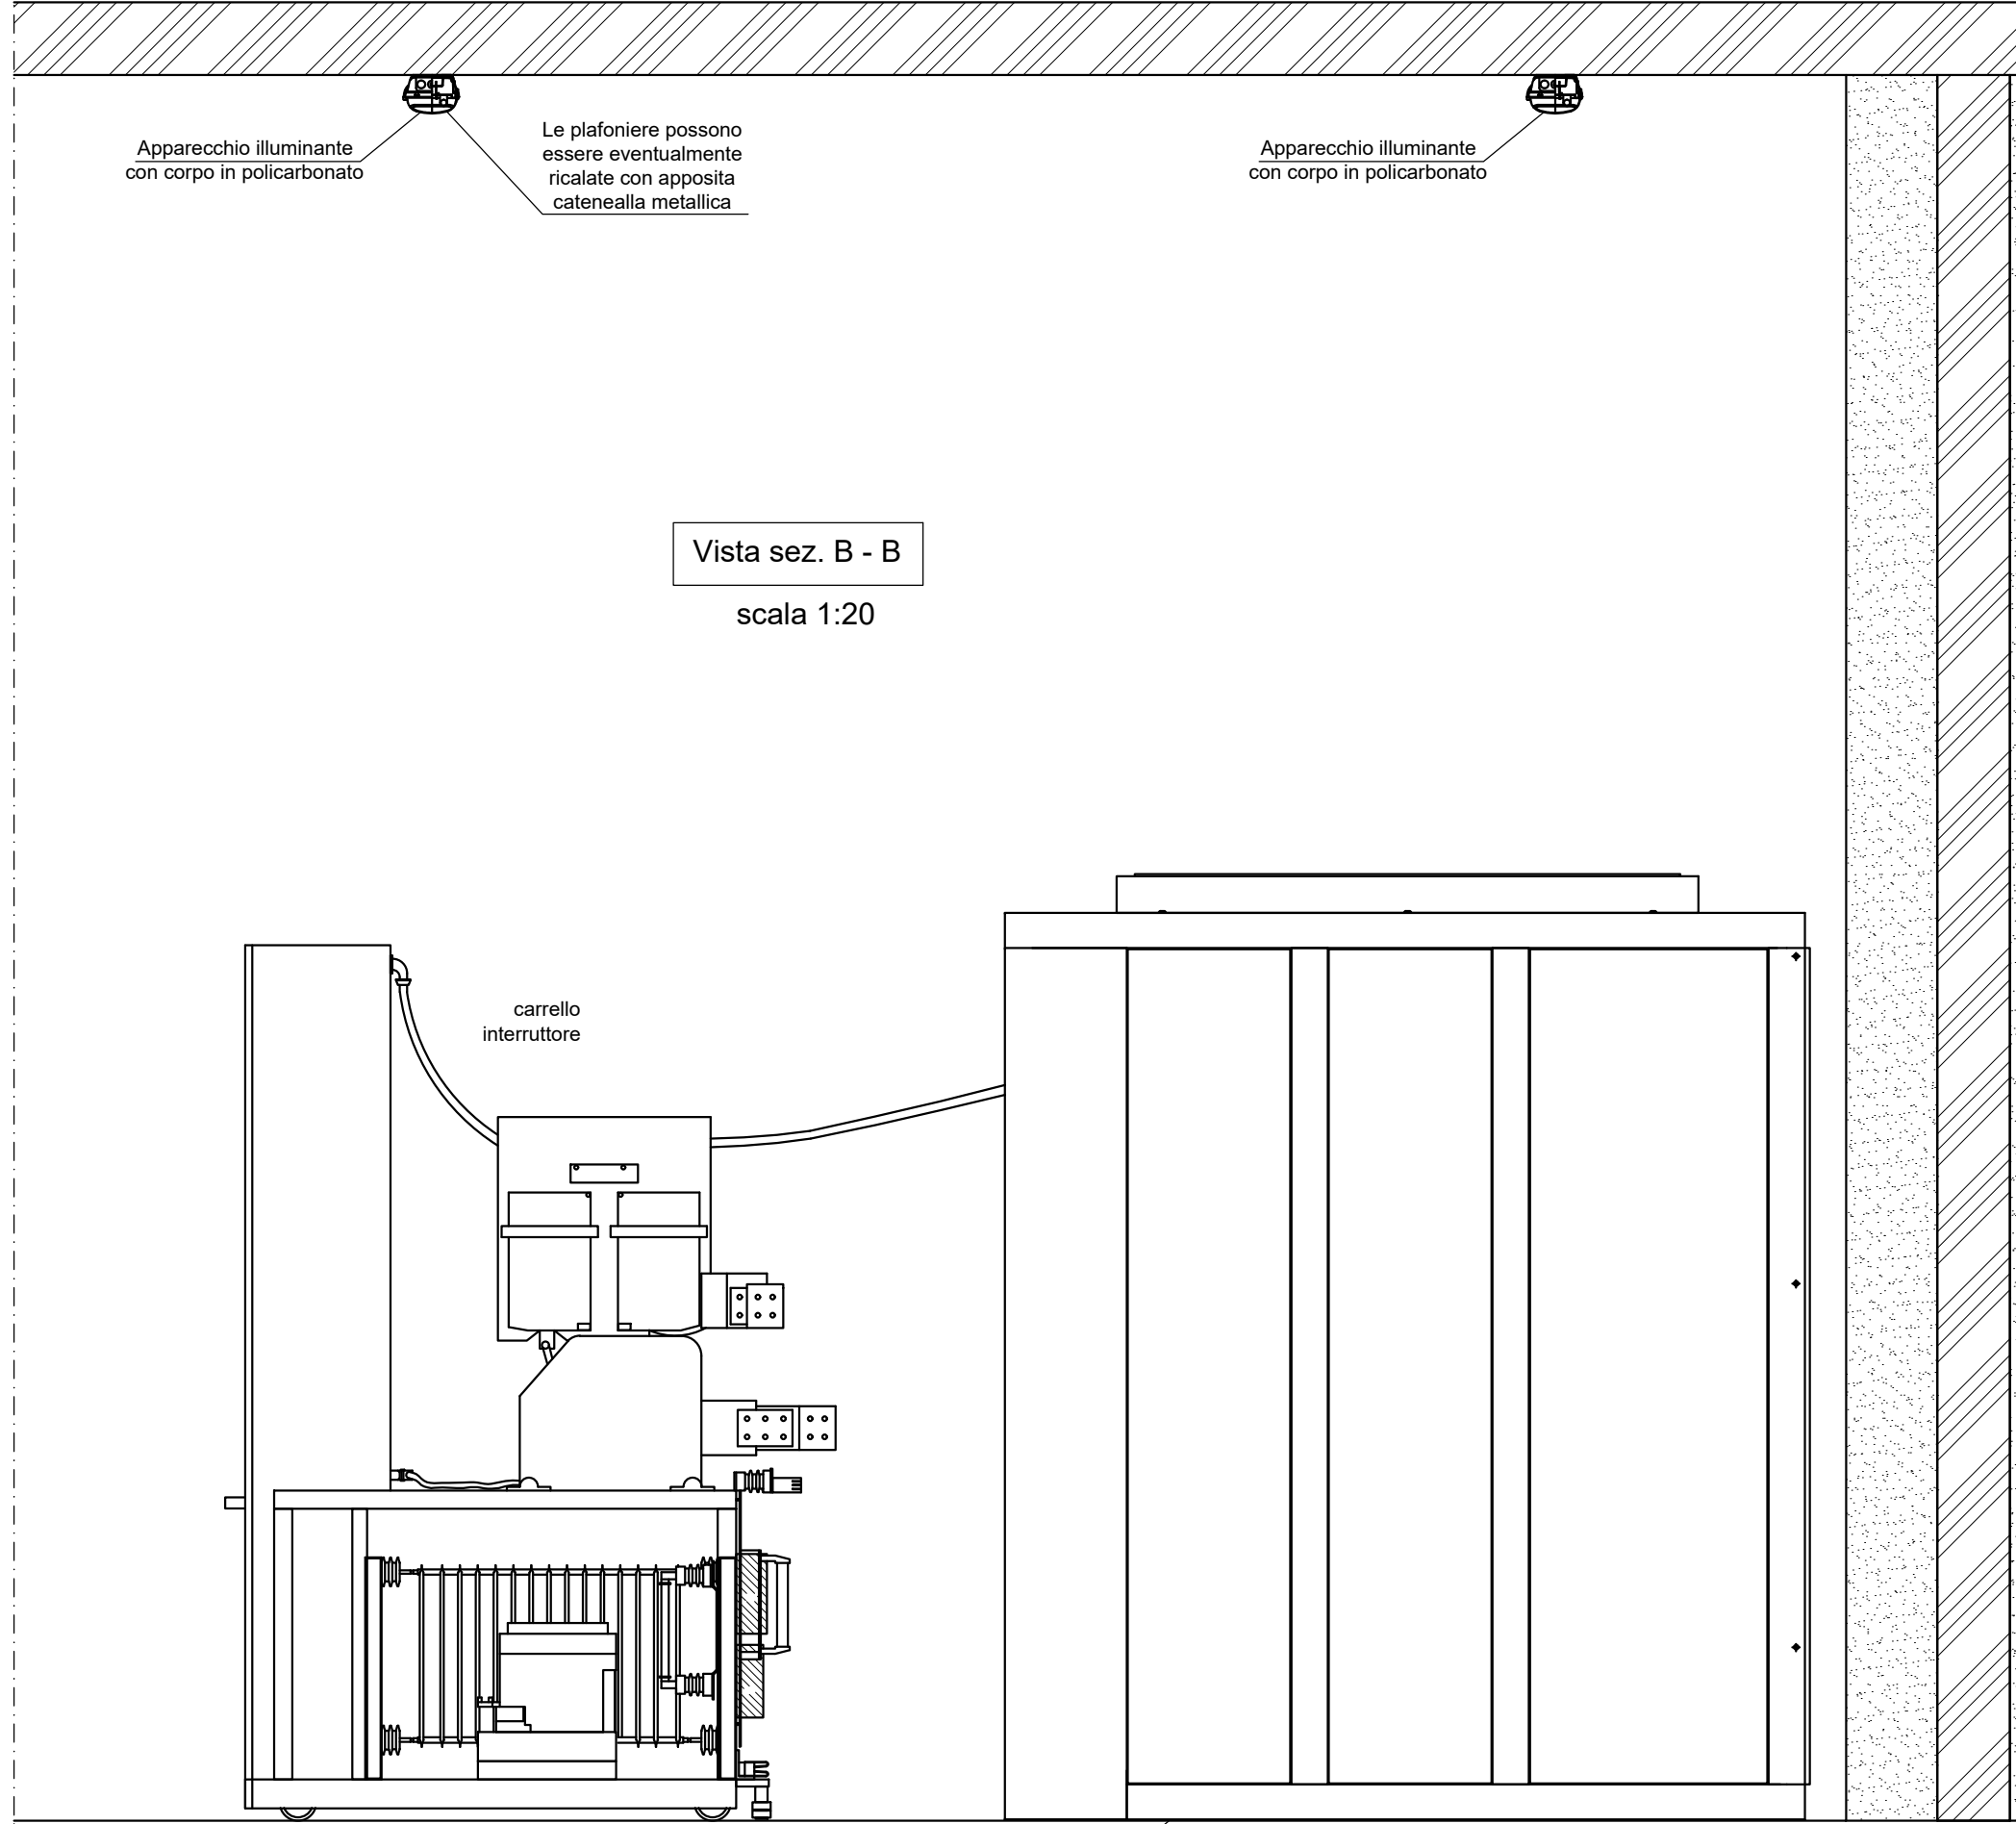 Apparecchio illuminante
con corpo in policarbonato
Le plafoniere possono
essere eventualmente
ricalate con apposita
catenealla metallica
Apparecchio illuminante
con corpo in policarbonato
Vista sez. B - B
scala 1:20
carrello
interruttore